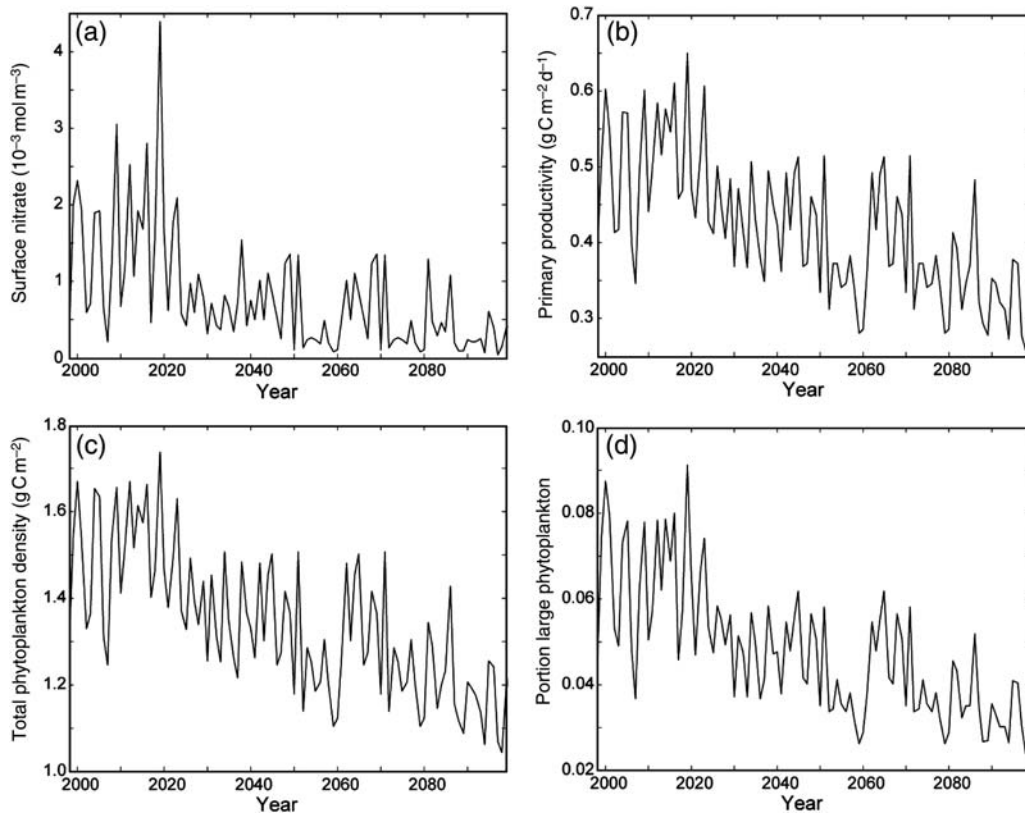 (a)
Surface nitrate (10⁻³ mol m⁻³)
4
3
2
1
0
2000 2020 2040 2060 2080
Year
(b)
Primary productivity (g C m⁻² d⁻¹)
0.7
0.6
0.5
0.4
0.3
2000 2020 2040 2060 2080
Year
(c)
Total phytoplankton density (g C m⁻²)
1.8
1.6
1.4
1.2
1.0
2000 2020 2040 2060 2080
Year
(d)
Portion large phytoplankton
0.10
0.08
0.06
0.04
0.02
2000 2020 2040 2060 2080
Year